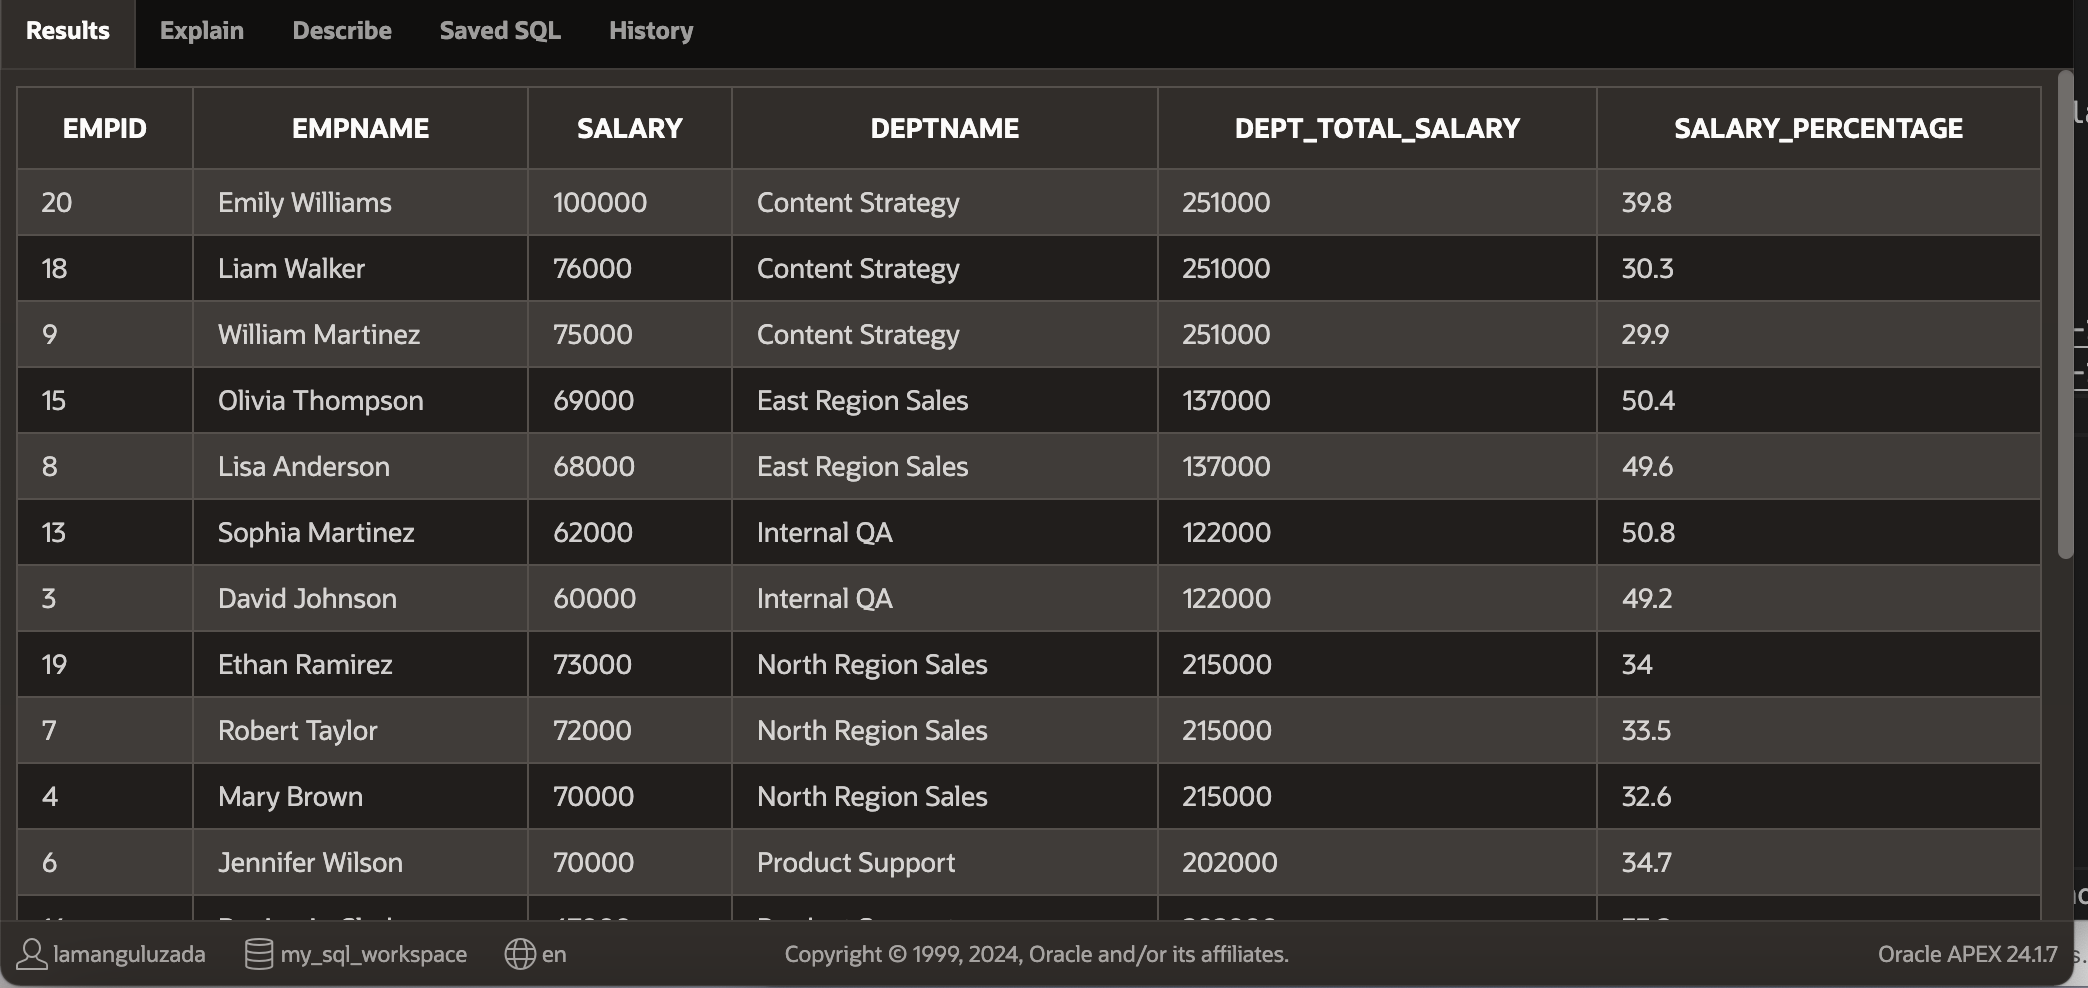 Results Explain Describe Saved SQL History
EMPID EMPNAME SALARY DEPTNAME DEPT_TOTAL_SALARY SALARY_PERCENTAGE
20 Emily Williams 100000 Content Strategy 251000 39.8
18 Liam Walker 76000 Content Strategy 251000 30.3
9 William Martinez 75000 Content Strategy 251000 29.9
15 Olivia Thompson 69000 East Region Sales 137000 50.4
8 Lisa Anderson 68000 East Region Sales 137000 49.6
13 Sophia Martinez 62000 Internal QA 122000 50.8
3 David Johnson 60000 Internal QA 122000 49.2
19 Ethan Ramirez 73000 North Region Sales 215000 34
7 Robert Taylor 72000 North Region Sales 215000 33.5
4 Mary Brown 70000 North Region Sales 215000 32.6
6 Jennifer Wilson 70000 Product Support 202000 34.7
lamanguluzada my_sql_workspace en Copyright © 1999, 2024, Oracle and/or its affiliates. Oracle APEX 24.1.7